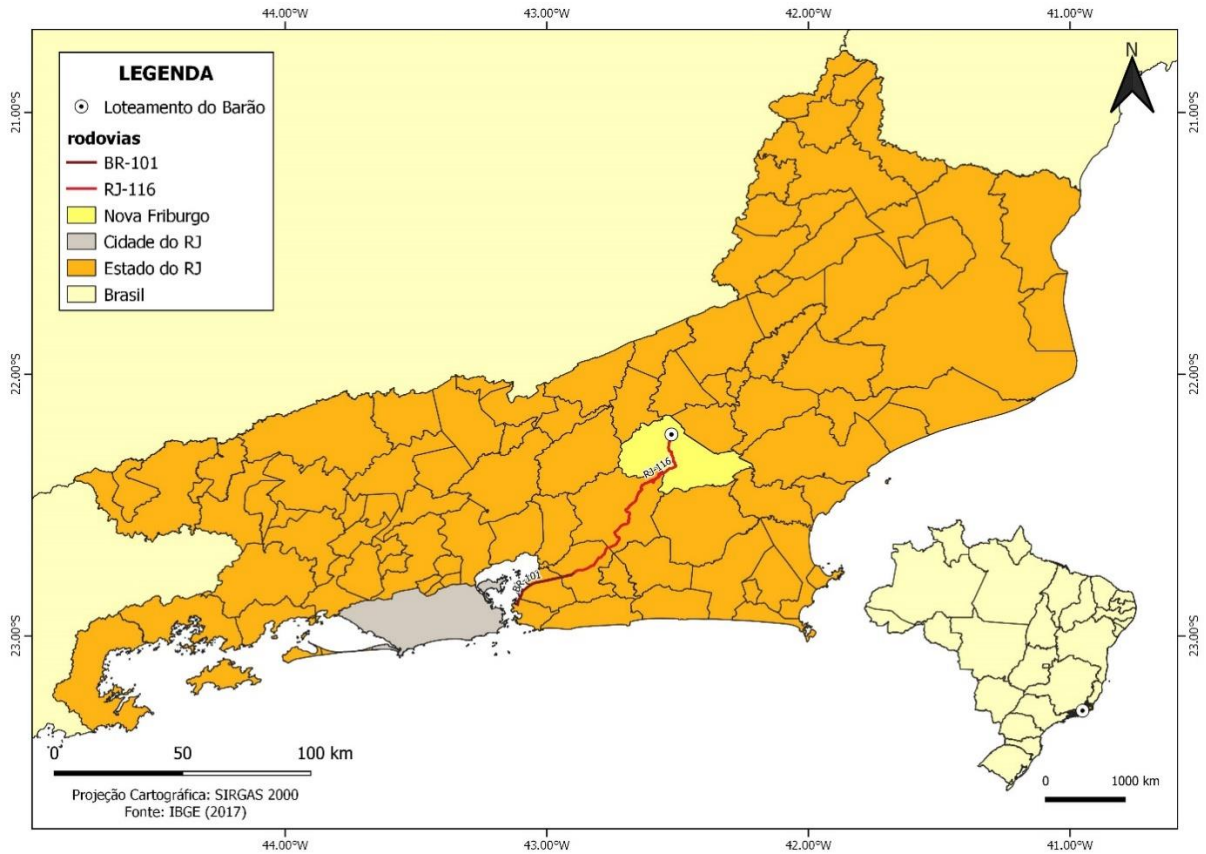 44.00°W 43.00°W 42.00°W 41.00°W
N
LEGENDA
Loteamento do Barão
rodovias
BR-101
RJ-116
Nova Friburgo
Cidade do RJ
Estado do RJ
Brasil
21.00°S 21.00°S
22.00°S 22.00°S
RJ-116
BR-101
23.00°S 23.00°S
0 50 100 km
Projeção Cartográfica: SIRGAS 2000
Fonte: IBGE (2017)
0 1000 km
44.00°W 43.00°W 42.00°W 41.00°W